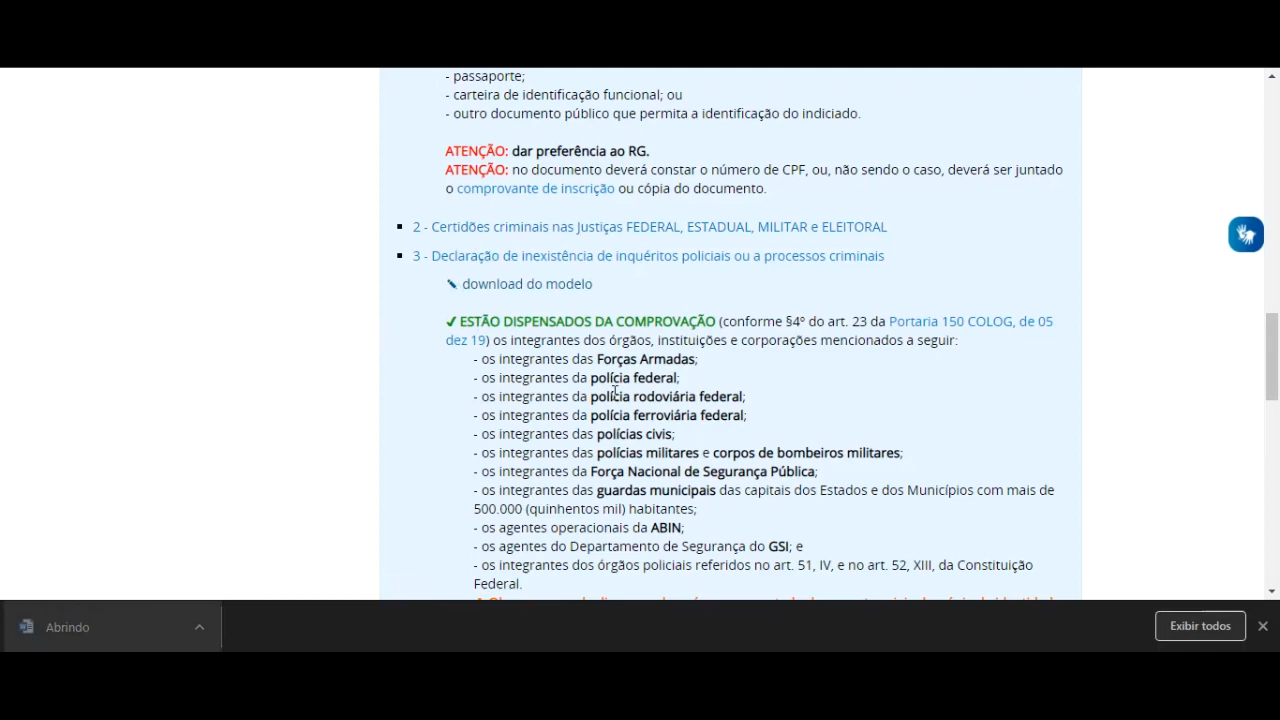 - passaporte;
- carteira de identificação funcional; ou
- outro documento público que permita a identificação do indiciado.
ATENÇÃO: dar preferência ao RG.
ATENÇÃO: no documento deverá constar o número de CPF, ou, não sendo o caso, deverá ser juntado
o comprovante de inscrição ou cópia do documento.
2 - Certidões criminais nas Justiças FEDERAL, ESTADUAL, MILITAR e ELEITORAL
3 - Declaração de inexistência de inquéritos policiais ou a processos criminais
download do modelo
✓ ESTÃO DISPENSADOS DA COMPROVAÇÃO (conforme §4º do art. 23 da Portaria 150 COLOG, de 05
dez 19) os integrantes dos órgãos, instituições e corporações mencionados a seguir:
- os integrantes das Forças Armadas;
- os integrantes da polícia federal;
- os integrantes da polícia rodoviária federal;
- os integrantes da polícia ferroviária federal;
- os integrantes das polícias civis;
- os integrantes das polícias militares e corpos de bombeiros militares;
- os integrantes da Força Nacional de Segurança Pública;
- os integrantes das guardas municipais das capitais dos Estados e dos Municípios com mais de
500.000 (quinhentos mil) habitantes;
- os agentes operacionais da ABIN;
- os agentes do Departamento de Segurança do GSI; e
- os integrantes dos órgãos policiais referidos no art. 51, IV, e no art. 52, XIII, da Constituição
Federal.
Abrindo
Exibir todos